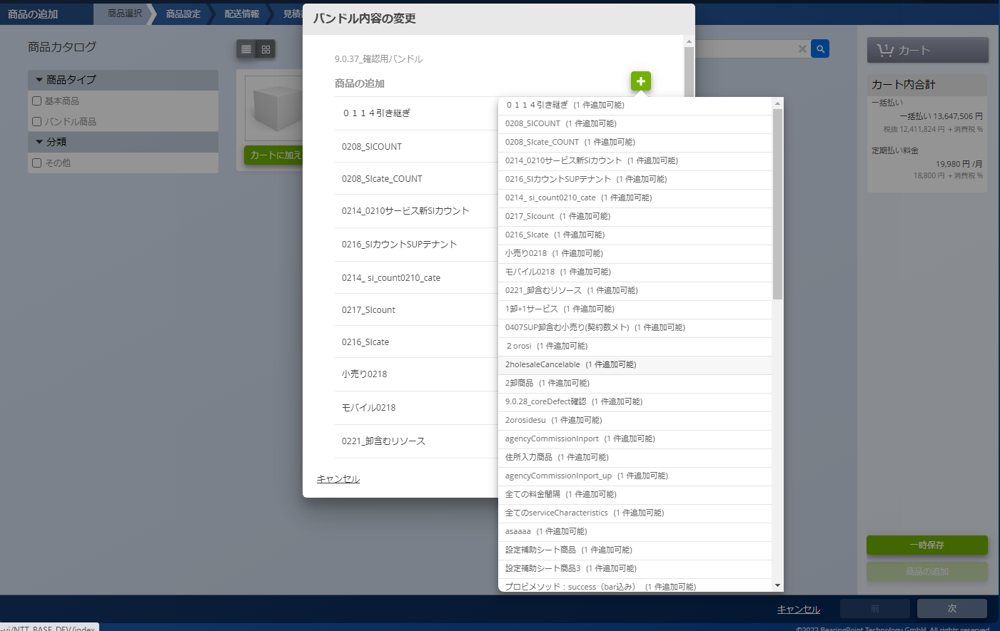 商品の追加
商品選択
商品設定
配送情報
バンドル内容の変更
商品カタログ
商品タイプ
基本商品
バンドル商品
分類
その他
カートに加え
9.0.37_確認用バンドル
商品の追加
０１１４引き継ぎ
0208_SICOUNT
0208_SIcate_COUNT
0214_0210サービス新SIカウント
0216_SIカウントSUPテナント
0214_ si_count0210_cate
0217_SIcount
0216_SIcate
小売り0218
モバイル0218
0221_卸含むリソース
キャンセル
０１１４引き継ぎ (1 件追加可能)
0208_SICOUNT (1 件追加可能)
0208_SIcate_COUNT (1 件追加可能)
0214_0210サービス新SIカウント (1 件追加可能)
0216_SIカウントSUPテナント (1 件追加可能)
0214_ si_count0210_cate (1 件追加可能)
0217_SIcount (1 件追加可能)
0216_SIcate (1 件追加可能)
小売り0218 (1 件追加可能)
モバイル0218 (1 件追加可能)
0221_卸含むリソース (1 件追加可能)
1卸+1サービス (1 件追加可能)
0407SUP卸含む小売り(契約数メト) (1 件追加可能)
２orosi (1 件追加可能)
2holesaleCancelable (1 件追加可能)
2卸商品 (1 件追加可能)
9.0.28_coreDefect確認 (1 件追加可能)
2orosidesu (1 件追加可能)
agencyCommissionInport (1 件追加可能)
住所入力商品 (1 件追加可能)
agencyCommissionInport_up (1 件追加可能)
全ての料金間隔 (1 件追加可能)
全てのserviceCharacteristics (1 件追加可能)
asaaaa (1 件追加可能)
設定補助シート商品 (1 件追加可能)
設定補助シート商品3 (1 件追加可能)
プロビメソッド：success（bar込み） (1 件追加可能)
1 カート
カート内合計
一括払い
一括払い 13,647,506 円
税抜 12,411,824 円 ＋消費税 %
定期払い料金
19,980 円 /月
18,800 円 ＋消費税 %
一時保存
商品の追加
キャンセル
前
次
-ui/NTT_BASE_DEV/index
©2022 BearingPoint Technology GmbH. All rights reserved.